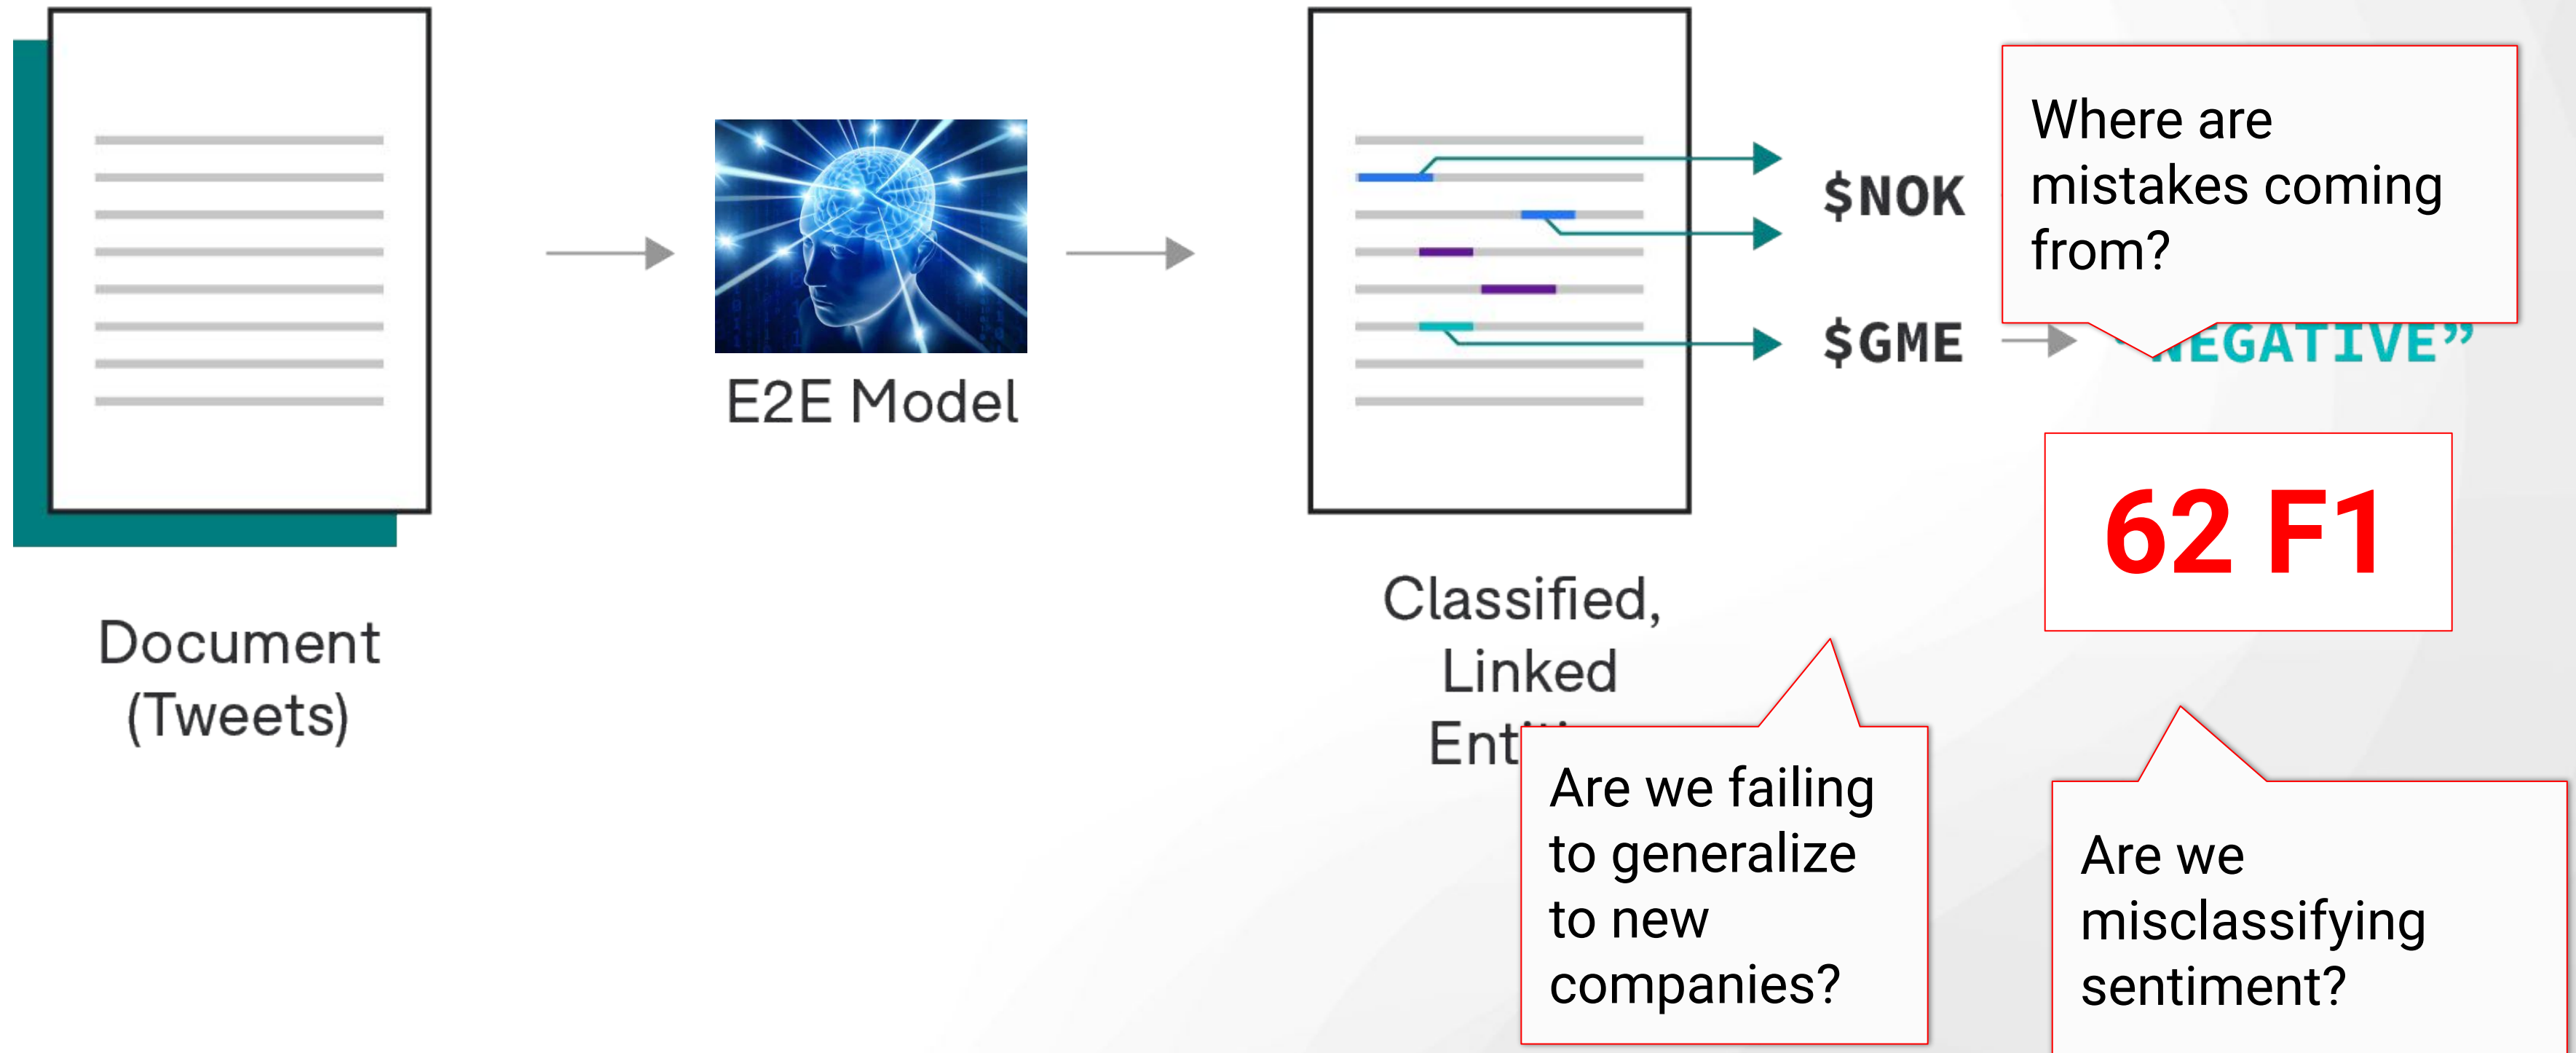 Document
(Tweets)
E2E Model
Classified,
Linked
$NOK
$GME
Where are
mistakes coming
from?
62 F1
Are we failing
to generalize
to new
companies?
Are we
misclassifying
sentiment?